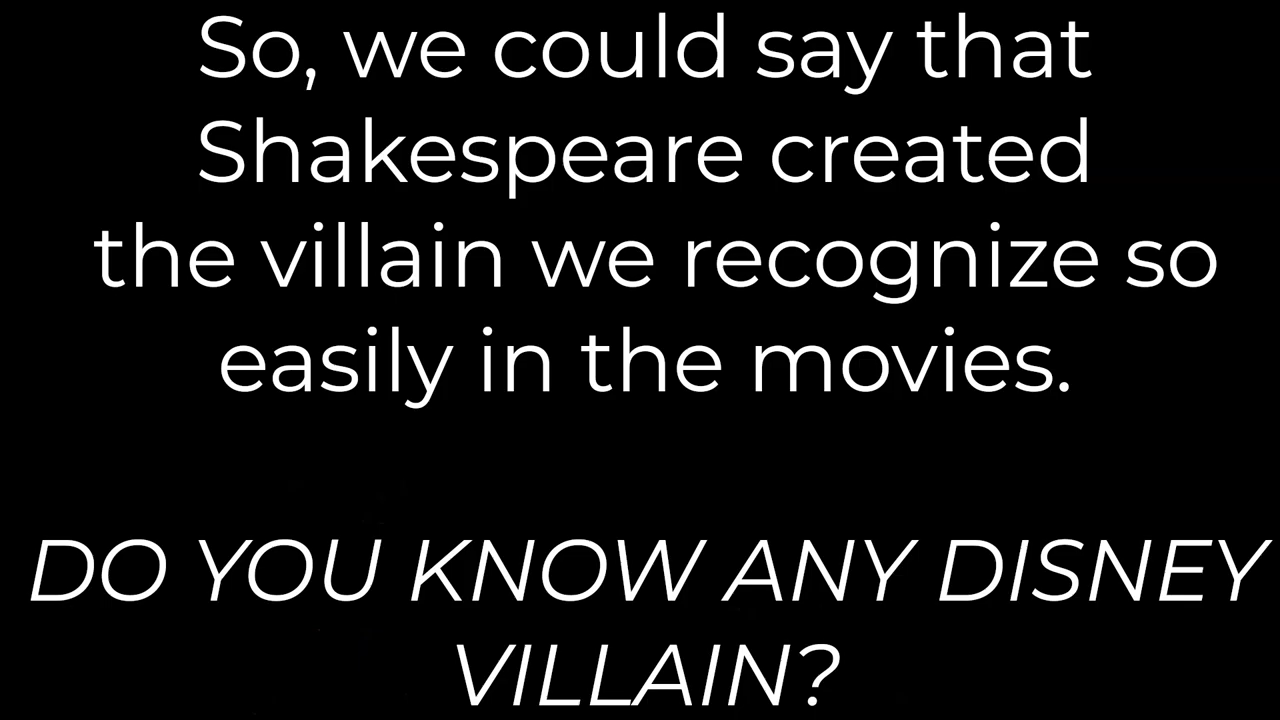 So, we could say that
Shakespeare created
the villain we recognize so
easily in the movies.
DO YOU KNOW ANY DISNEY
VILLAIN?